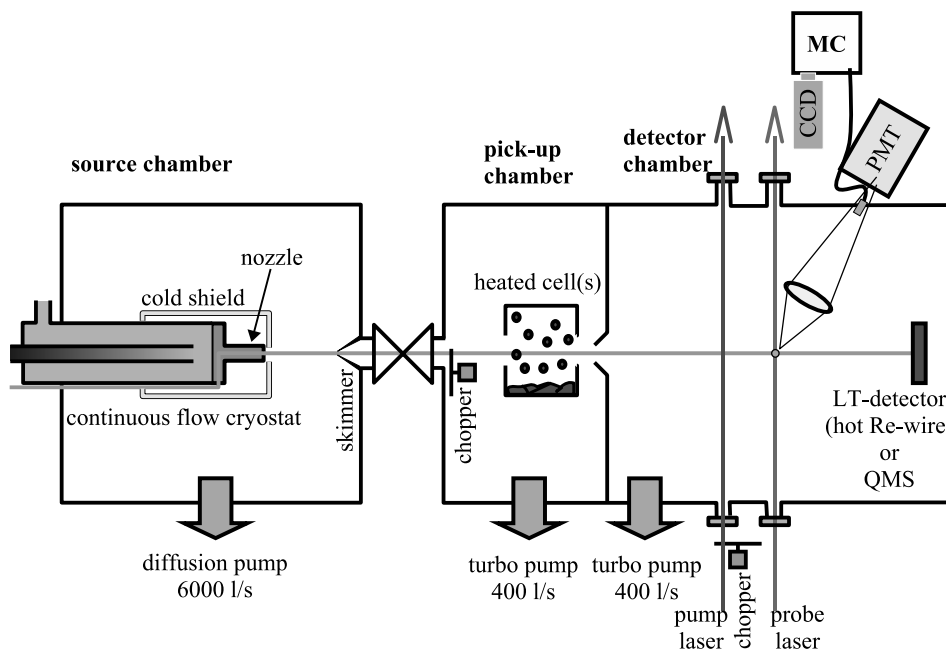 MC
CCD
PMT
source chamber
pick-up
chamber
detector
chamber
nozzle
cold shield
heated cell(s)
continuous flow cryostat
skimmer
chopper
LT-detector
(hot Re-wire
or
QMS
diffusion pump
6000 l/s
turbo pump
400 l/s
turbo pump
400 l/s
pump
laser
chopper
probe
laser